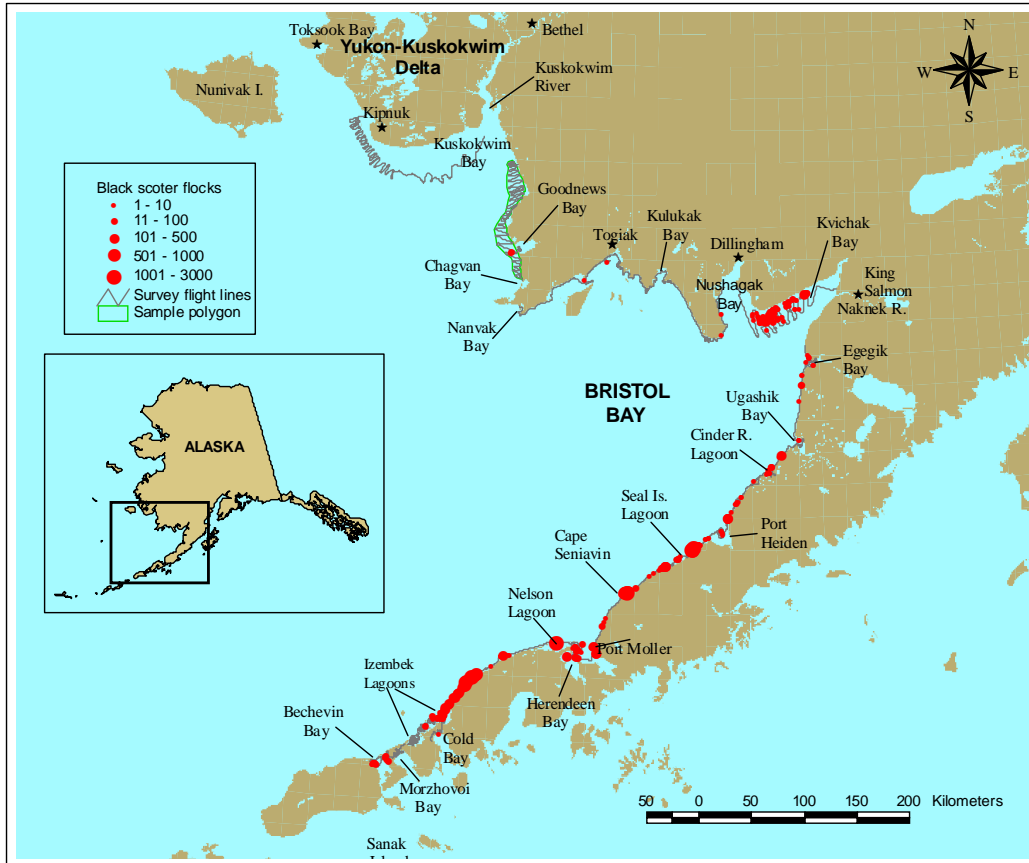 Toksook Bay
Yukon-Kuskokwim
Delta
Bethel
Nunivak I.
Kuskokwim
River
Kipnuk
Kuskokwim
Bay
N
W
E
S
Black scoter flocks
1 - 10
11 - 100
101 - 500
501 - 1000
1001 - 3000
Survey flight lines
Sample polygon
Goodnews
Bay
Togiak
Kulukak
Bay
Dillingham
Kvichak
Bay
Chagvan
Bay
Nushagak
Bay
King
Salmon
Naknek R.
Nanvak
Bay
Egegik
Bay
BRISTOL
BAY
Ugashik
Bay
Cinder R.
Lagoon
ALASKA
Seal Is.
Lagoon
Port
Heiden
Cape
Seniavin
Nelson
Lagoon
Port Moller
Izembek
Lagoons
Herendeen
Bay
Bechevin
Bay
Cold
Bay
Morzhovoi
Bay
50 0 50 100 150 200 Kilometers
Sanak